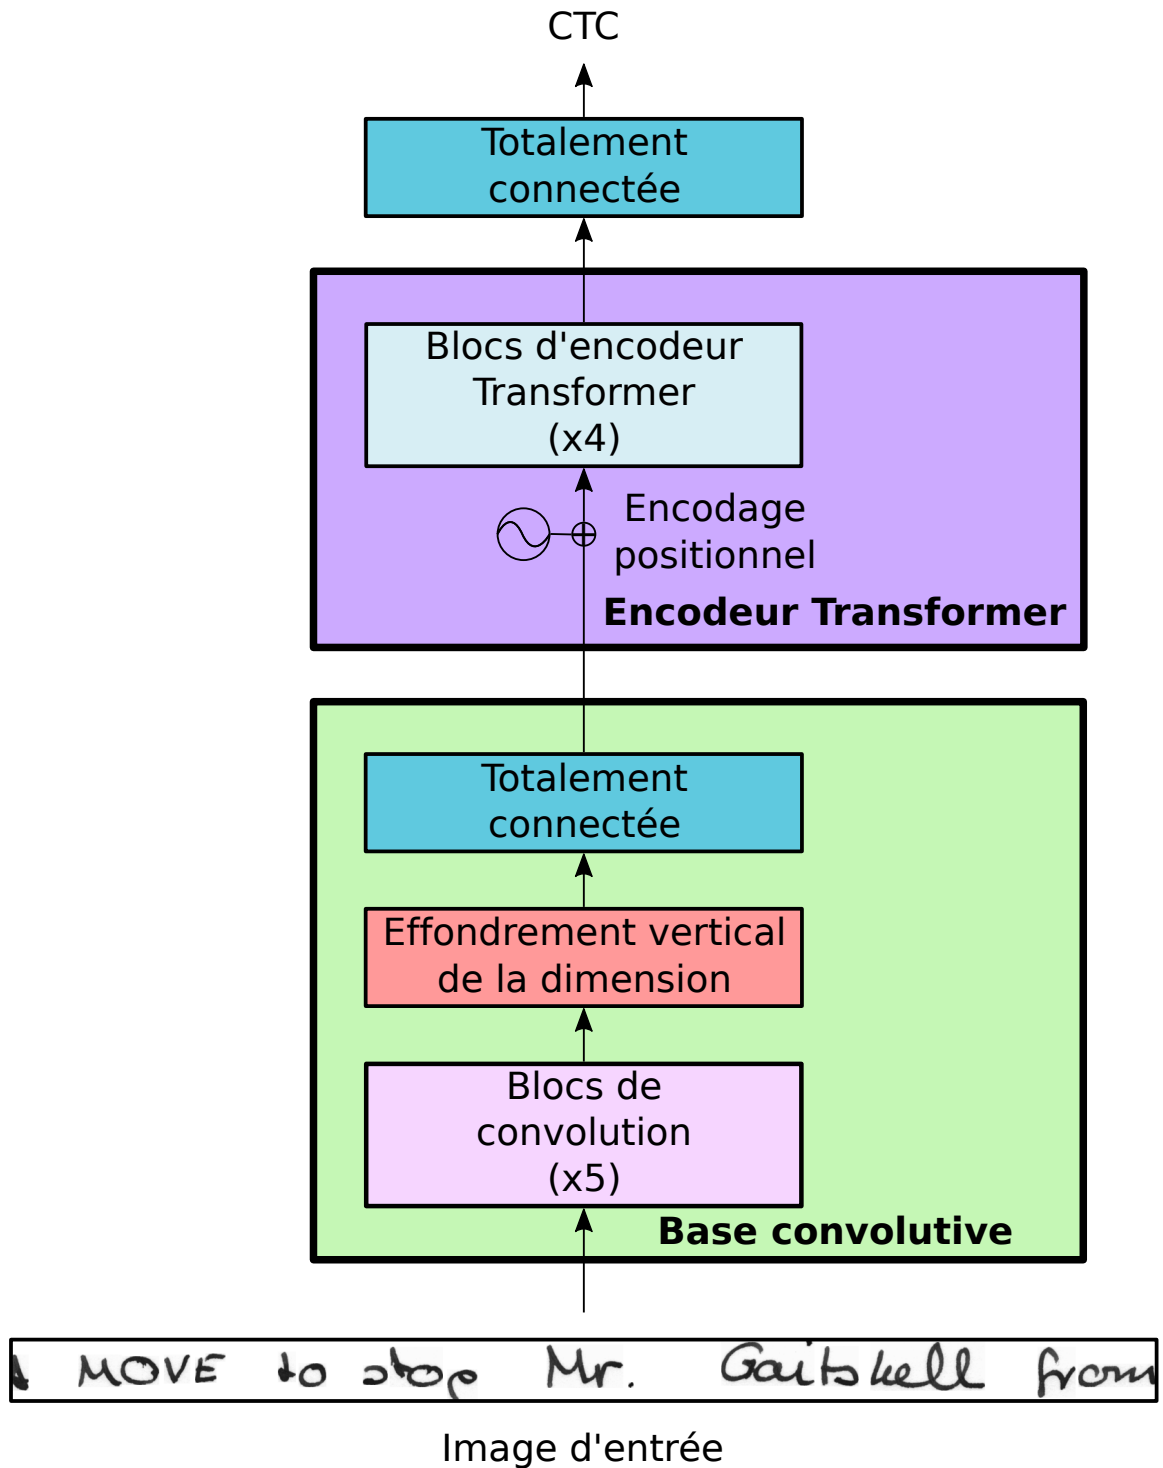 CTC
Totalement
connectée
Blocs d'encodeur
Transformer
(x4)
Encodage
positionnel
Encodeur Transformer
Totalement
connectée
Effondrement vertical
de la dimension
Blocs de
convolution
(x5)
Base convolutive
MOVE to stop Mr. Gaitskell from
Image d'entrée